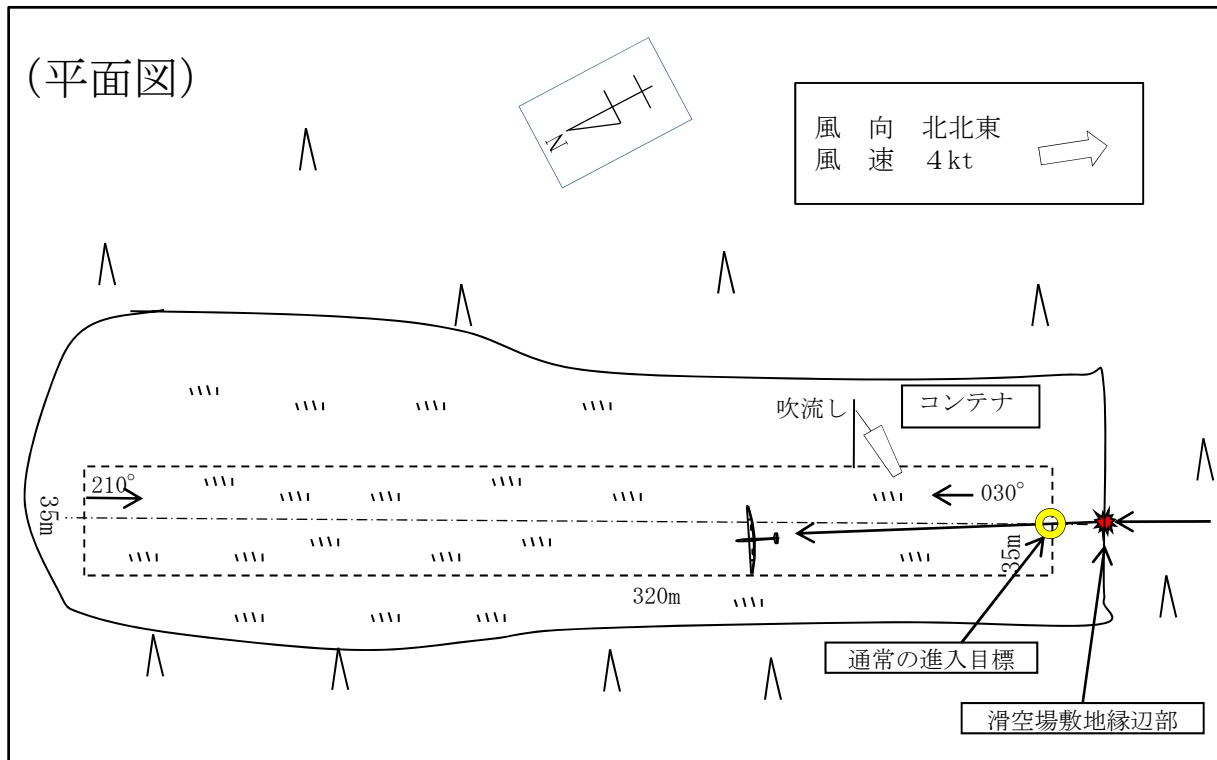 (平面図)
N
風 向 北北東
風 速 4kt
吹流し
コンテナ
210°
030°
35m
35m
320m
通常の進入目標
滑空場敷地縁辺部